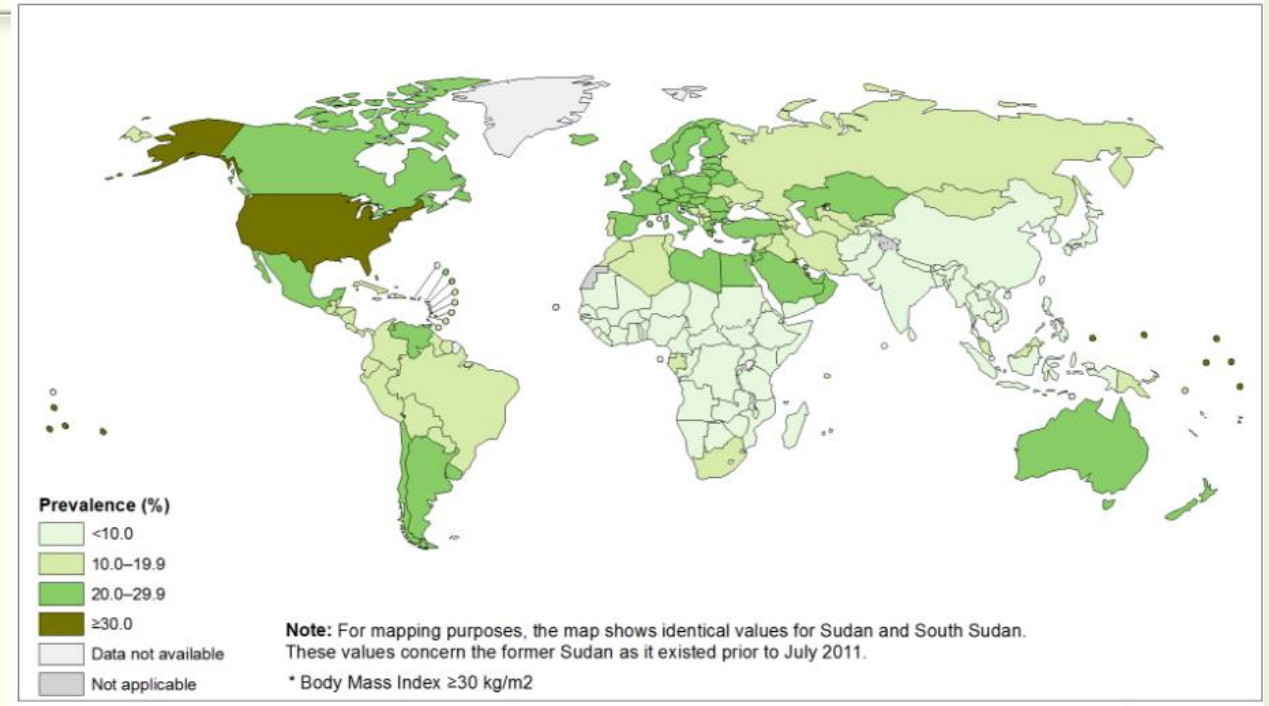 Prevalence (%)
<10.0
10.0–19.9
20.0–29.9
≥30.0
Data not available
Not applicable
Note: For mapping purposes, the map shows identical values for Sudan and South Sudan.
These values concern the former Sudan as it existed prior to July 2011.
* Body Mass Index ≥30 kg/m2